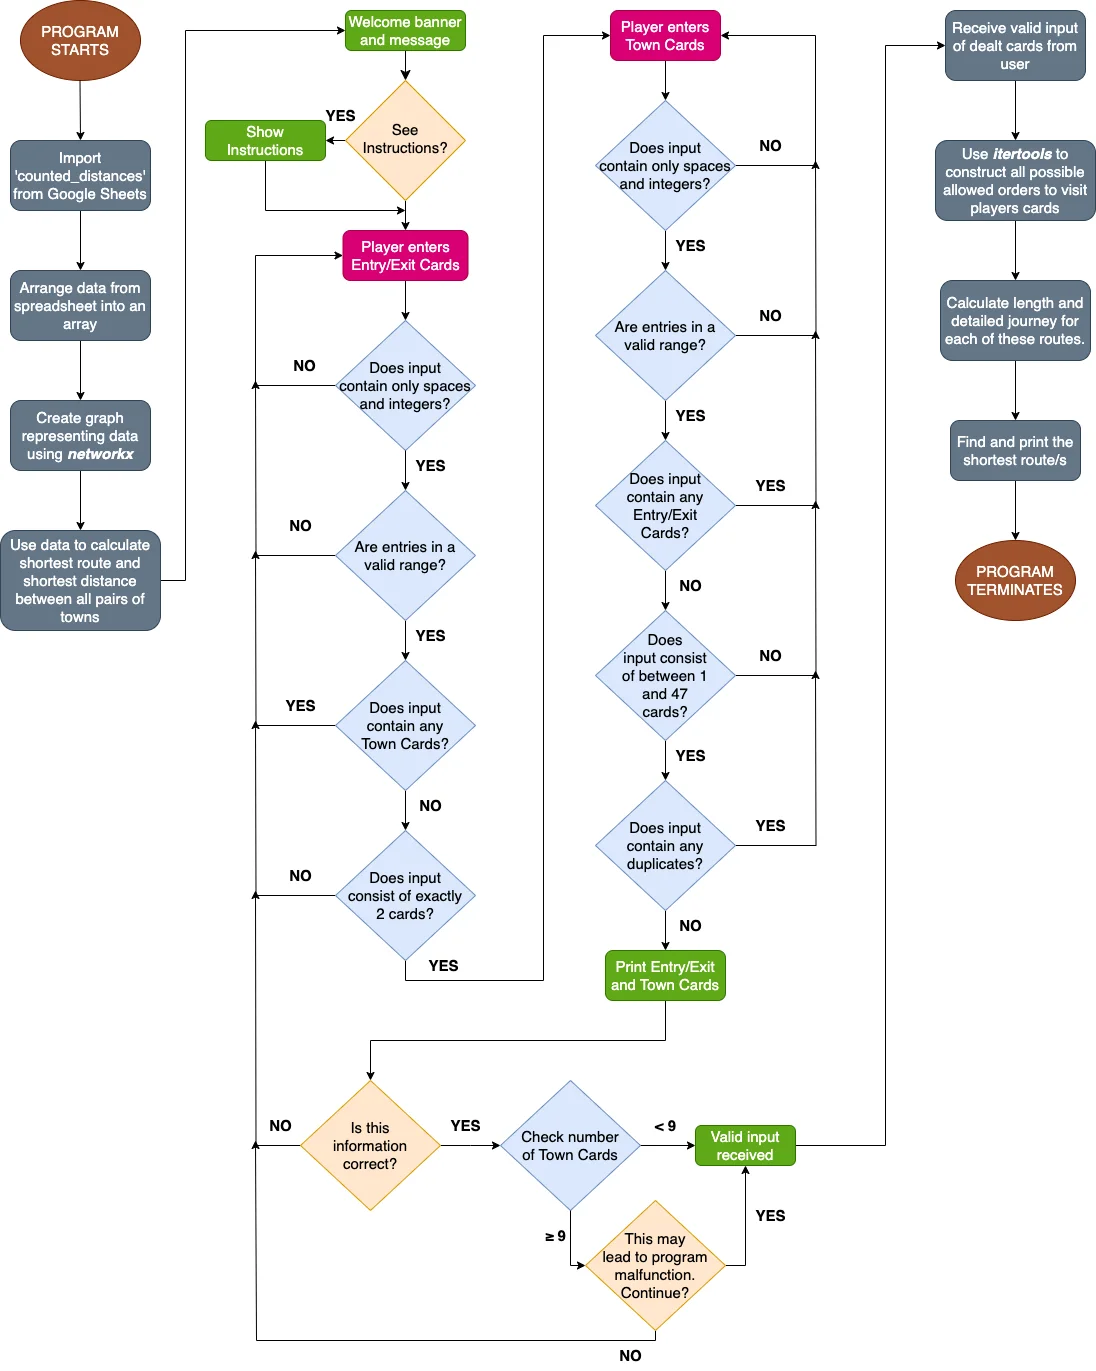 PROGRAM
STARTS
Import
'counted_distances'
from Google Sheets
Arrange data from
spreadsheet into an
array
Create graph
representing data
using networkx
Use data to calculate
shortest route and
shortest distance
between all pairs of
towns
Welcome banner
and message
See
Instructions?
YES
Show
Instructions
Player enters
Entry/Exit Cards
Does input
contain only spaces
and integers?
NO
YES
Are entries in a
valid range?
NO
YES
Does input
contain any
Town Cards?
YES
NO
Does input
consist of exactly
2 cards?
NO
YES
Player enters
Town Cards
Does input
contain only spaces
and integers?
NO
YES
Are entries in a
valid range?
NO
YES
Does input
contain any
Entry/Exit
Cards?
YES
NO
Does
input consist
of between 1
and 47
cards?
NO
YES
Does input
contain any
duplicates?
YES
NO
Print Entry/Exit
and Town Cards
Is this
information
correct?
NO
YES
Check number
of Town Cards
< 9
≥ 9
This may
lead to program
malfunction.
Continue?
YES
NO
Valid input
received
Receive valid input
of dealt cards from
user
Use itertools to
construct all possible
allowed orders to visit
players cards
Calculate length and
detailed journey for
each of these routes.
Find and print the
shortest route/s
PROGRAM
TERMINATES